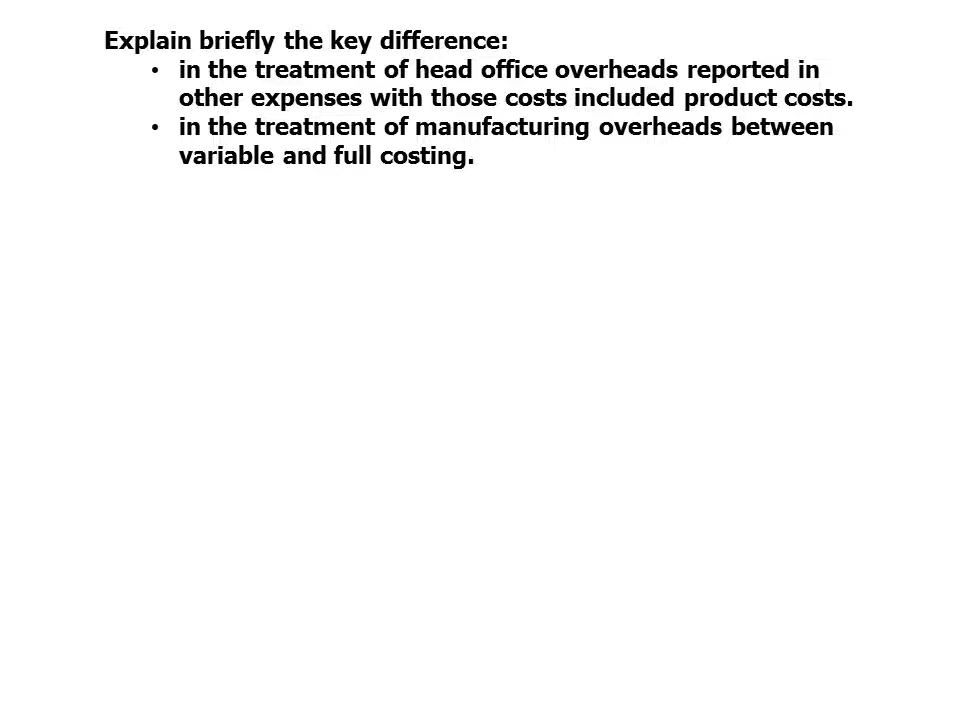 Explain briefly the key difference:
• in the treatment of head office overheads reported in
other expenses with those costs included product costs.
• in the treatment of manufacturing overheads between
variable and full costing.